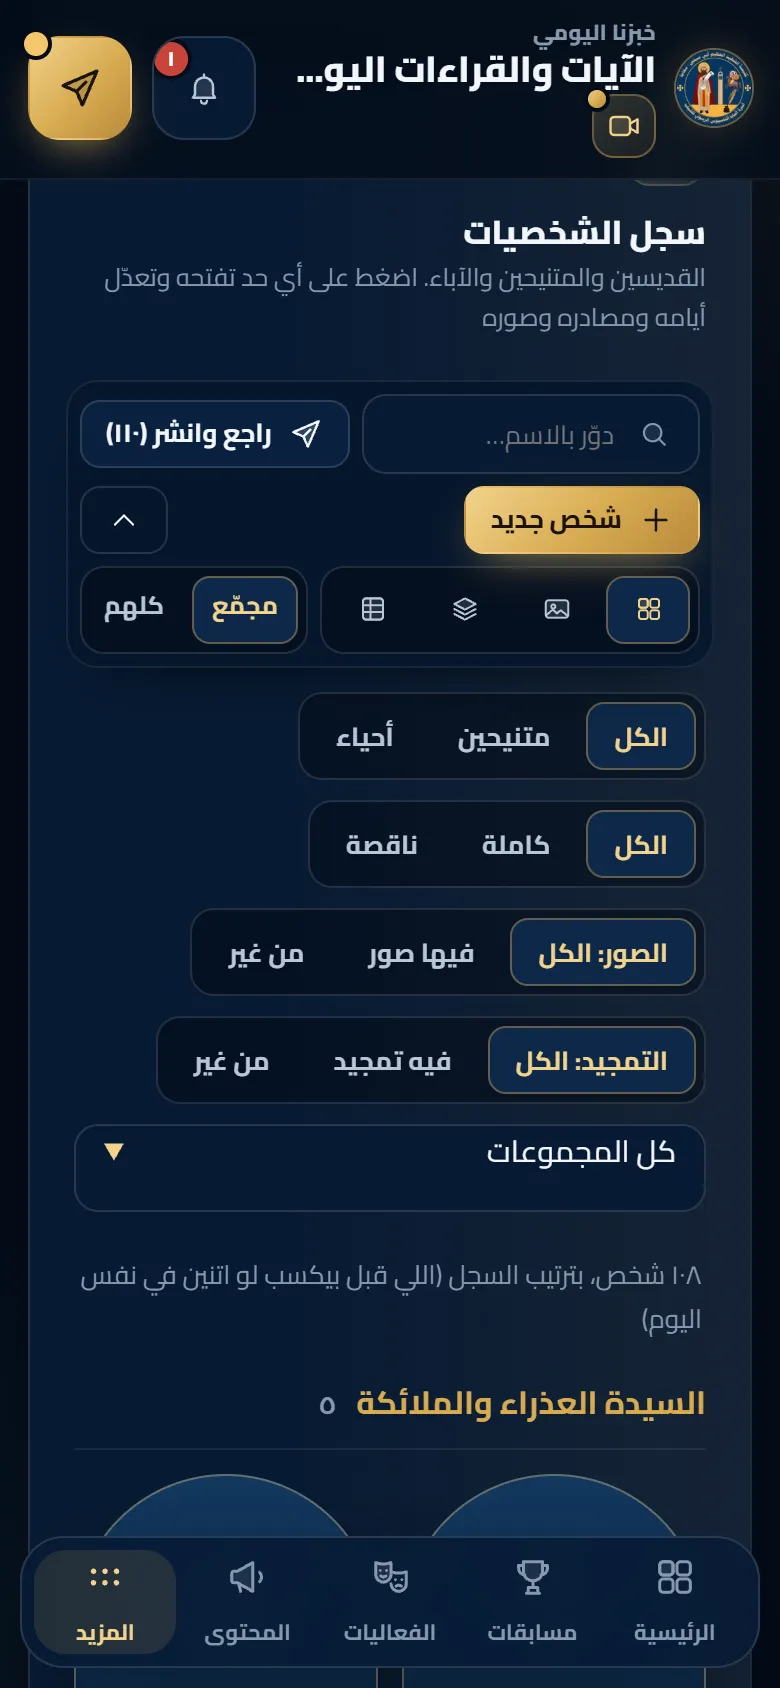 خبزنا اليومي
الآيات والقراءات اليو...
١
سجل الشخصيات
القديسين والمتنيحين والآباء. اضغط على أي حد تفتحه وتعدّل
أيامه ومصادره وصوره
دوّر بالاسم...
راجع وانشر (١١٠)
شخص جديد
مجمّع
كلهم
الكل متنيحين أحياء
الكل كاملة ناقصة
الصور: الكل فيها صور من غير
التمجيد: الكل فيه تمجيد من غير
كل المجموعات
١٠٨ شخص، بترتيب السجل (اللي قبل بيكسب لو اتنين في نفس
اليوم)
السيدة العذراء والملائكة ٥
الرئيسية مسابقات الفعاليات المحتوى المزيد